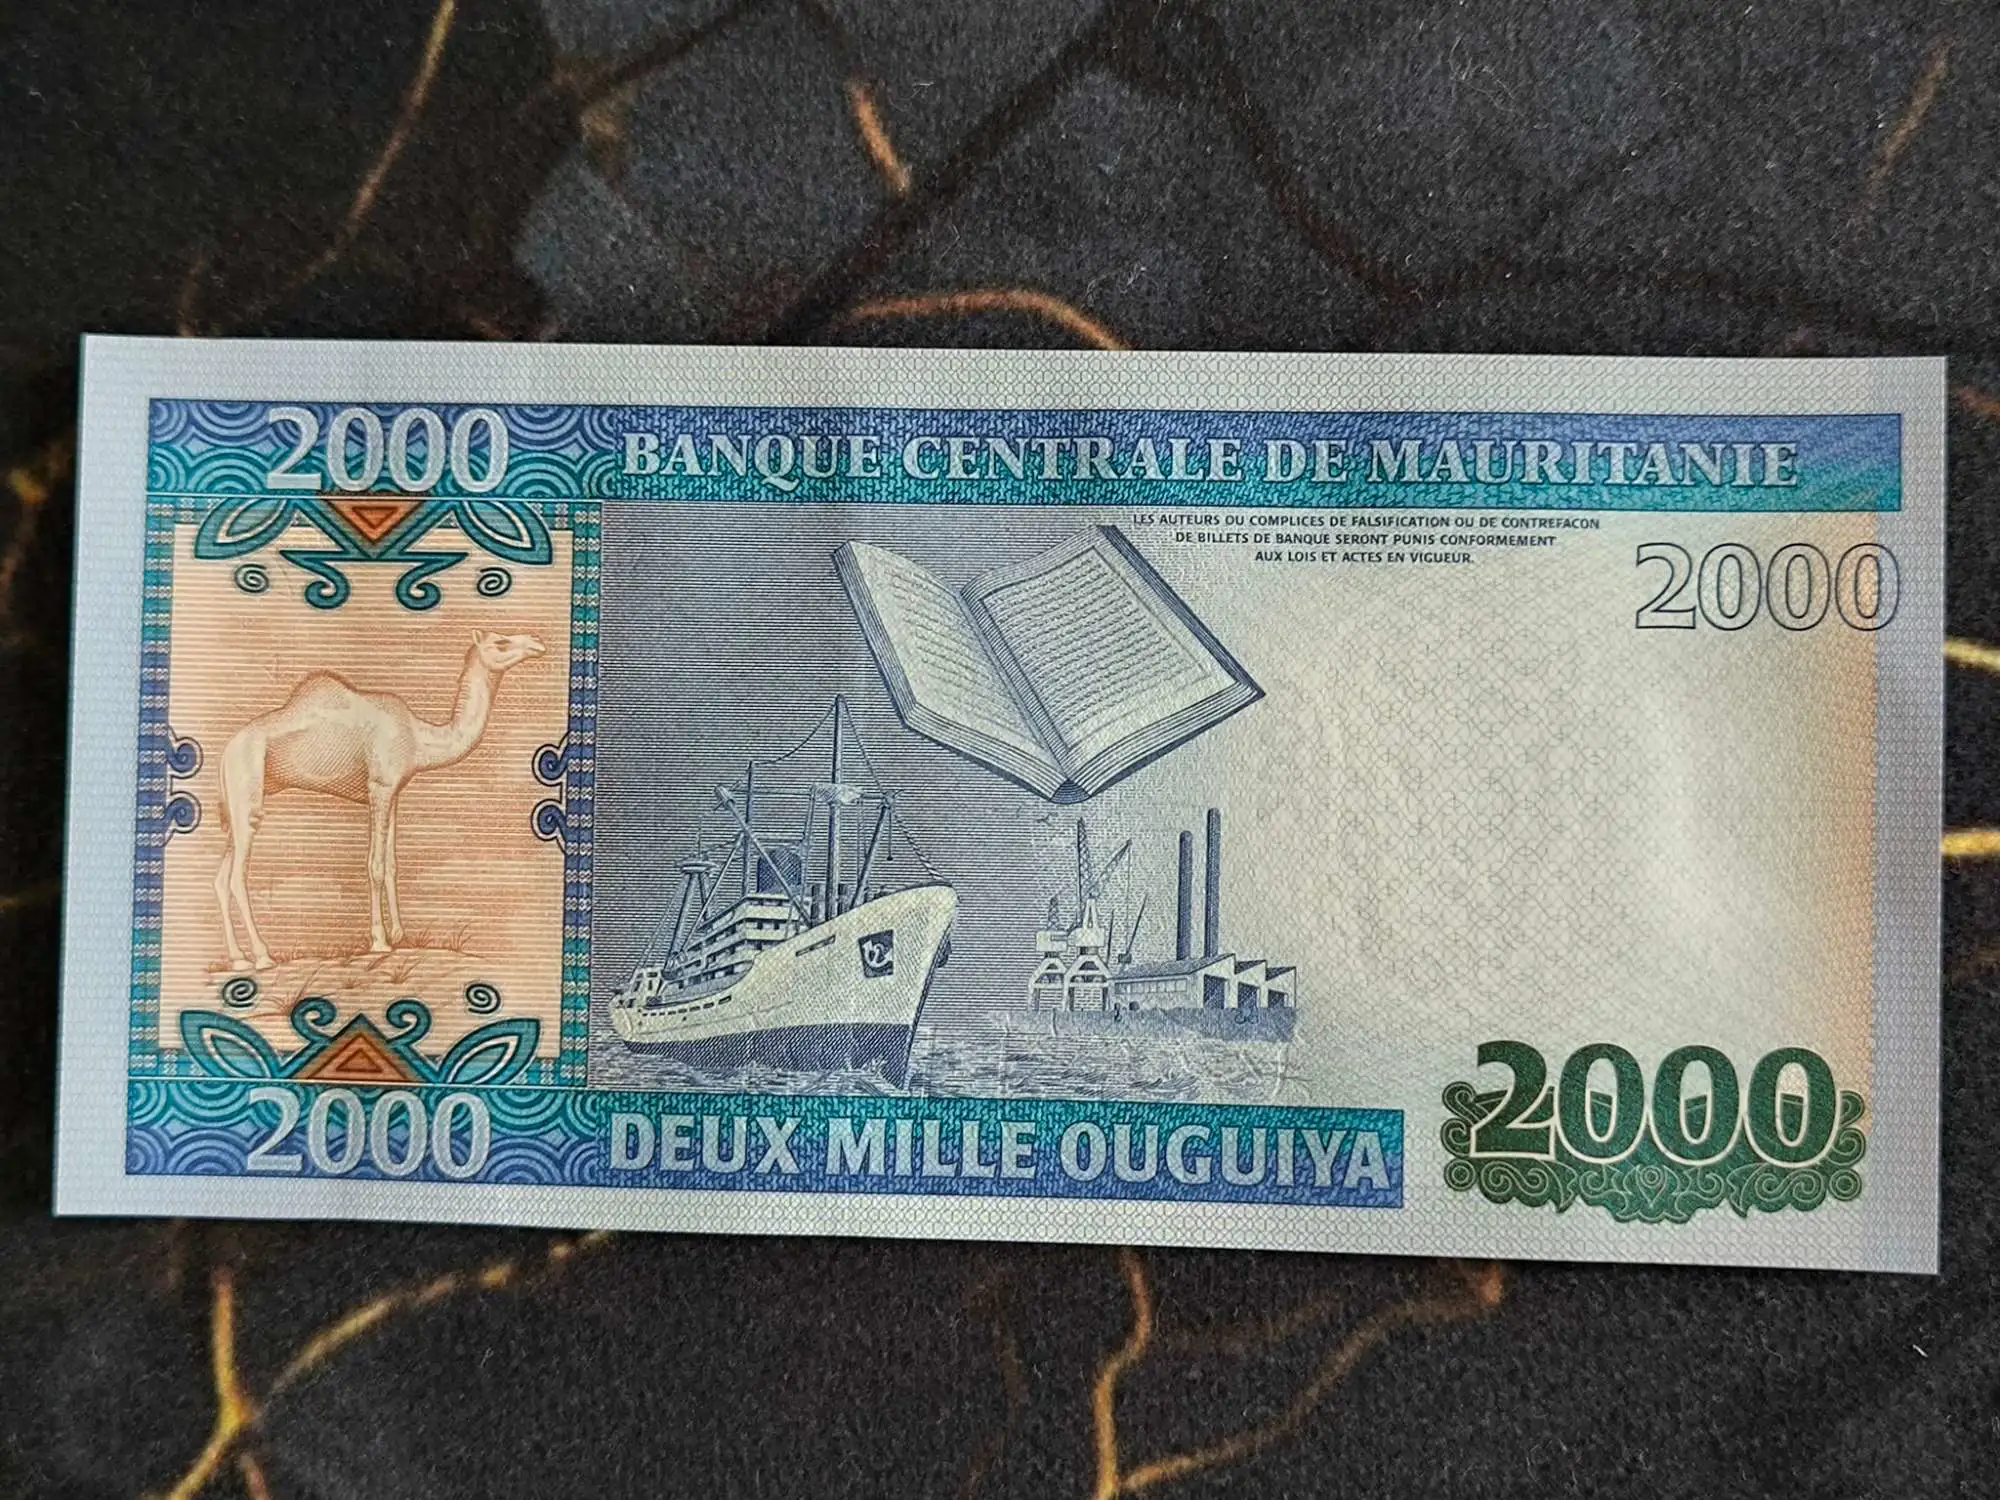 2000
BANQUE CENTRALE DE MAURITANIE
LES AUTEURS OU COMPLICES DE FALSIFICATION OU DE CONTREFACON
DE BILLETS DE BANQUE SERONT PUNIS CONFORMEMENT
AUX LOIS ET ACTES EN VIGUEUR.
2000
2000
DEUX MILLE OUGUIYA
2000